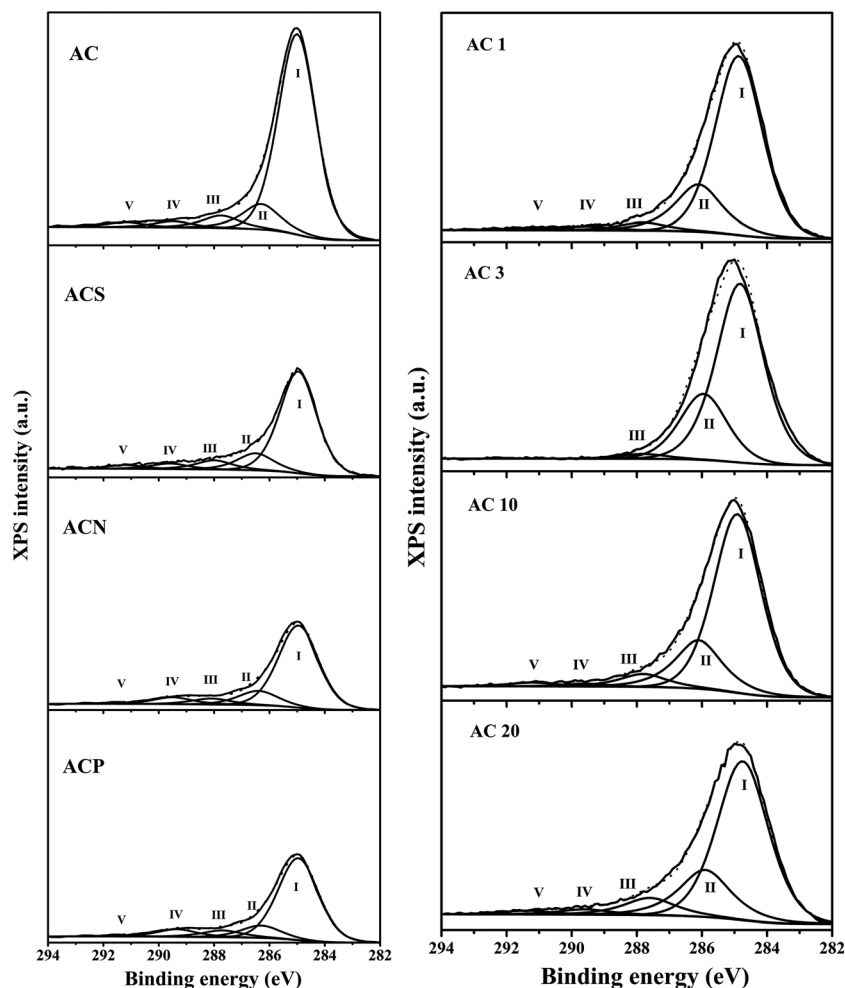 AC
I
II
III
IV
V
ACS
I
II
III
IV
V
ACN
I
II
III
IV
V
ACP
I
II
III
IV
V
294 292 290 288 286 284 282
Binding energy (eV)
XPS intensity (a.u.)
AC 1
I
II
III
IV
V
AC 3
I
II
III
AC 10
I
II
III
IV
V
AC 20
I
II
III
IV
V
294 292 290 288 286 284 282
Binding energy (eV)
XPS intensity (a.u.)